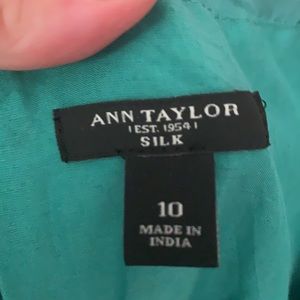 ANN TAYLOR
|EST. 1954|
SILK
10
MADE IN
INDIA